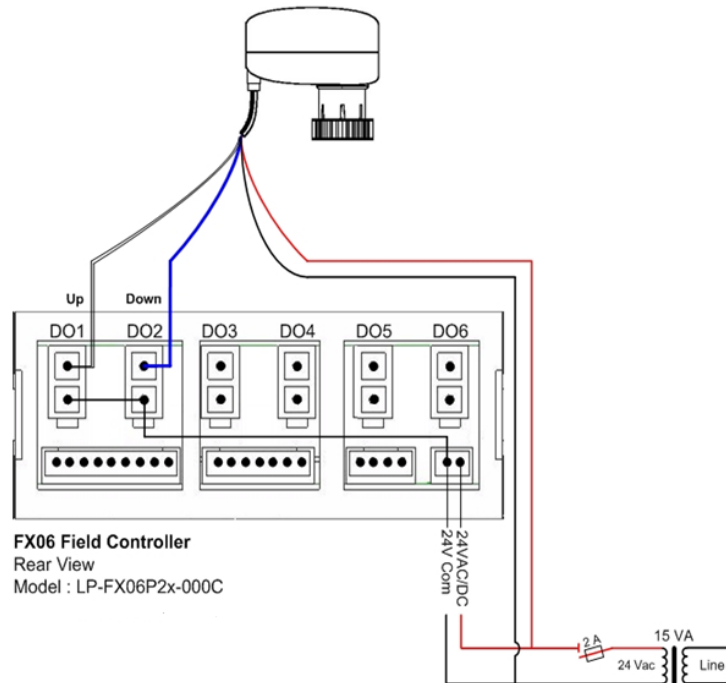 Up Down
DO1 DO2 DO3 DO4 DO5 DO6
24V Com
24VAC/DC
FX06 Field Controller
Rear View
Model : LP-FX06P2x-000C
2 A
15 VA
24 Vac
Line